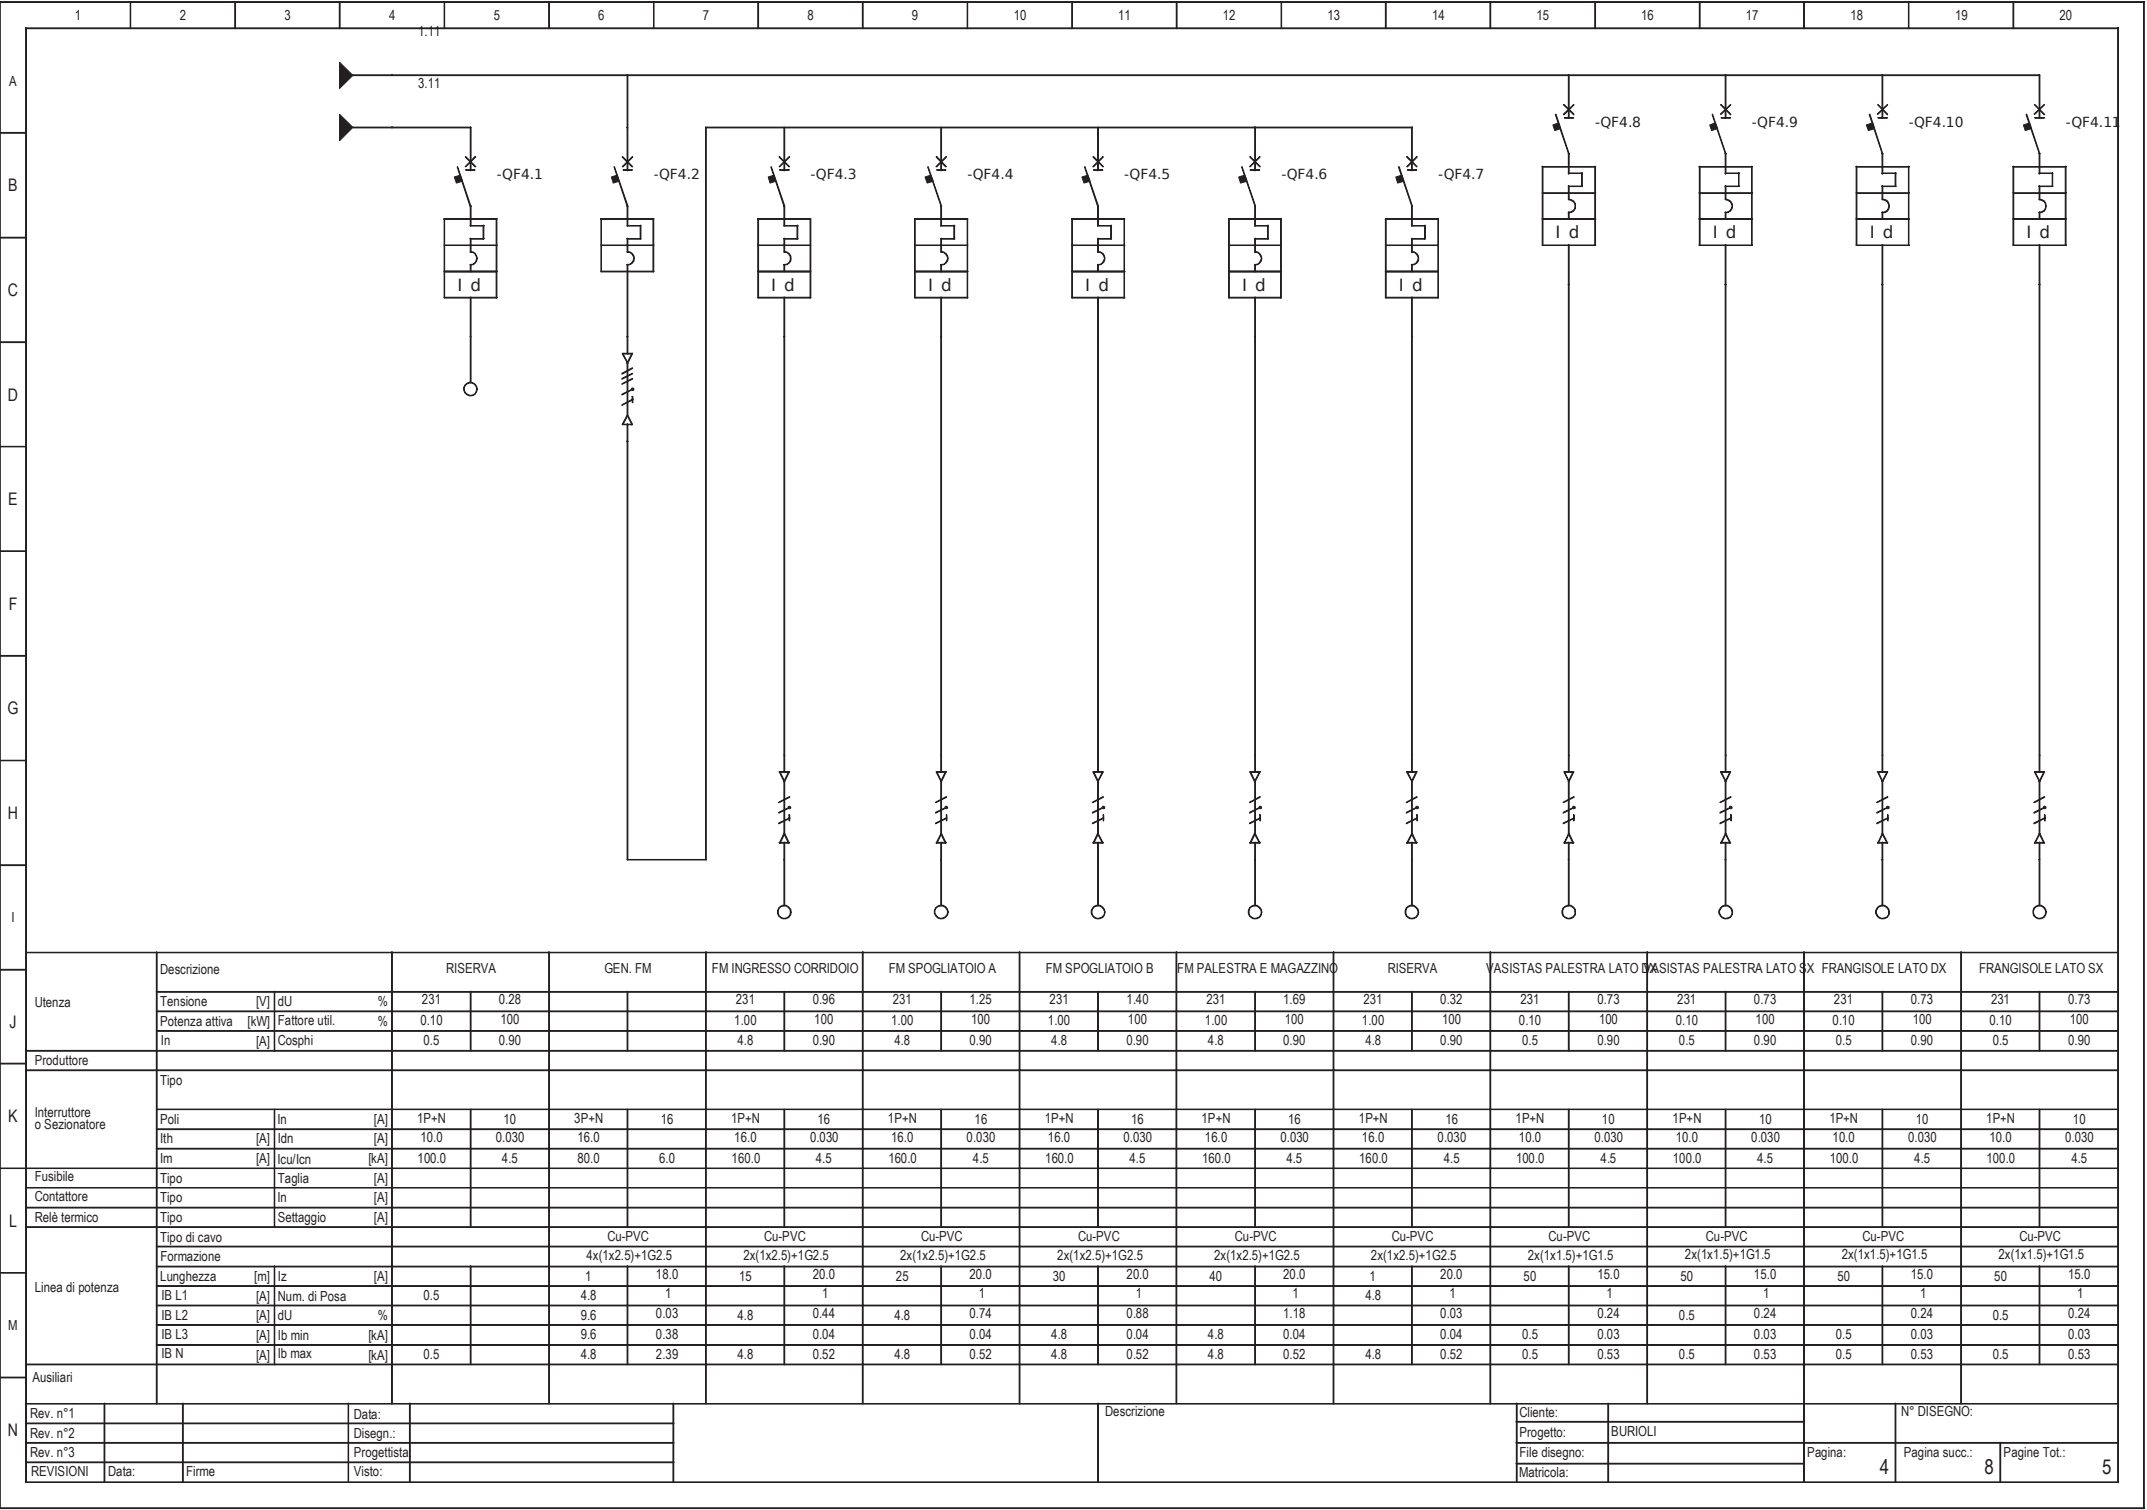 1 2 3 4 5 6 7 8 9 10 11 12 13 14 15 16 17 18 19 20
1.11
A
3.11
-QF4.8 -QF4.9 -QF4.10 -QF4.11
B
-QF4.1 -QF4.2 -QF4.3 -QF4.4 -QF4.5 -QF4.6 -QF4.7
I d I d I d I d
C
I d I d I d I d I d I d
D
E
F
G
H
I
Descrizione RISERVA GEN. FM FM INGRESSO CORRIDOIO FM SPOGLIATOIO A FM SPOGLIATOIO B FM PALESTRA E MAGAZZINO RISERVA VASISTAS PALESTRA LATO DX VASISTAS PALESTRA LATO SX FRANGISOLE LATO DX FRANGISOLE LATO SX
Utenza
J
Tensione [V] dU % 231 0.28 231 0.96 231 1.25 231 1.40 231 1.69 231 0.32 231 0.73 231 0.73 231 0.73 231 0.73
Potenza attiva [kW] Fattore util. % 0.10 100 1.00 100 1.00 100 1.00 100 1.00 100 1.00 100 0.10 100 0.10 100 0.10 100 0.10 100
In [A] Cosphi 0.5 0.90 4.8 0.90 4.8 0.90 4.8 0.90 4.8 0.90 4.8 0.90 0.5 0.90 0.5 0.90 0.5 0.90 0.5 0.90
Produttore
Tipo
K
Interruttore
o Sezionatore
Poli In [A] 1P+N 10 3P+N 16 1P+N 16 1P+N 16 1P+N 16 1P+N 16 1P+N 16 1P+N 10 1P+N 10 1P+N 10 1P+N 10
Ith [A] Idn [A] 10.0 0.030 16.0 16.0 0.030 16.0 0.030 16.0 0.030 16.0 0.030 16.0 0.030 10.0 0.030 10.0 0.030 10.0 0.030 10.0 0.030
Im [A] Icu/Icn [kA] 100.0 4.5 80.0 6.0 160.0 4.5 160.0 4.5 160.0 4.5 160.0 4.5 160.0 4.5 100.0 4.5 100.0 4.5 100.0 4.5 100.0 4.5
Fusibile Tipo Taglia [A]
Contattore Tipo In [A]
L
Relè termico Tipo Settaggio [A]
Tipo di cavo Cu-PVC Cu-PVC Cu-PVC Cu-PVC Cu-PVC Cu-PVC Cu-PVC Cu-PVC Cu-PVC Cu-PVC
Formazione 4x(1x2.5)+1G2.5 2x(1x2.5)+1G2.5 2x(1x2.5)+1G2.5 2x(1x2.5)+1G2.5 2x(1x2.5)+1G2.5 2x(1x2.5)+1G2.5 2x(1x1.5)+1G1.5 2x(1x1.5)+1G1.5 2x(1x1.5)+1G1.5 2x(1x1.5)+1G1.5
Linea di potenza
Lunghezza [m] Iz [A] 1 18.0 15 20.0 25 20.0 30 20.0 40 20.0 1 20.0 50 15.0 50 15.0 50 15.0 50 15.0
IB L1 [A] Num. di Posa 0.5 4.8 1 1 1 1 1 4.8 1 1 1 1 1
M
IB L2 [A] dU % 9.6 0.03 4.8 0.44 4.8 0.74 0.88 1.18 0.03 0.24 0.5 0.24 0.24 0.5 0.24
IB L3 [A] Ib min [kA] 9.6 0.38 0.04 0.04 4.8 0.04 4.8 0.04 0.04 0.5 0.03 0.03 0.5 0.03 0.03
IB N [A] Ib max [kA] 0.5 4.8 2.39 4.8 0.52 4.8 0.52 4.8 0.52 4.8 0.52 4.8 0.52 0.5 0.53 0.5 0.53 0.5 0.53 0.5 0.53
Ausiliari
N
Rev. n°1 Data: Descrizione Cliente: N° DISEGNO:
Rev. n°2 Disegn.: Progetto: BURIOLI
Rev. n°3 Progettista File disegno: Pagina: 4 Pagina succ.: 8 Pagine Tot.: 5
REVISIONI Data: Firme Visto: Matricola: